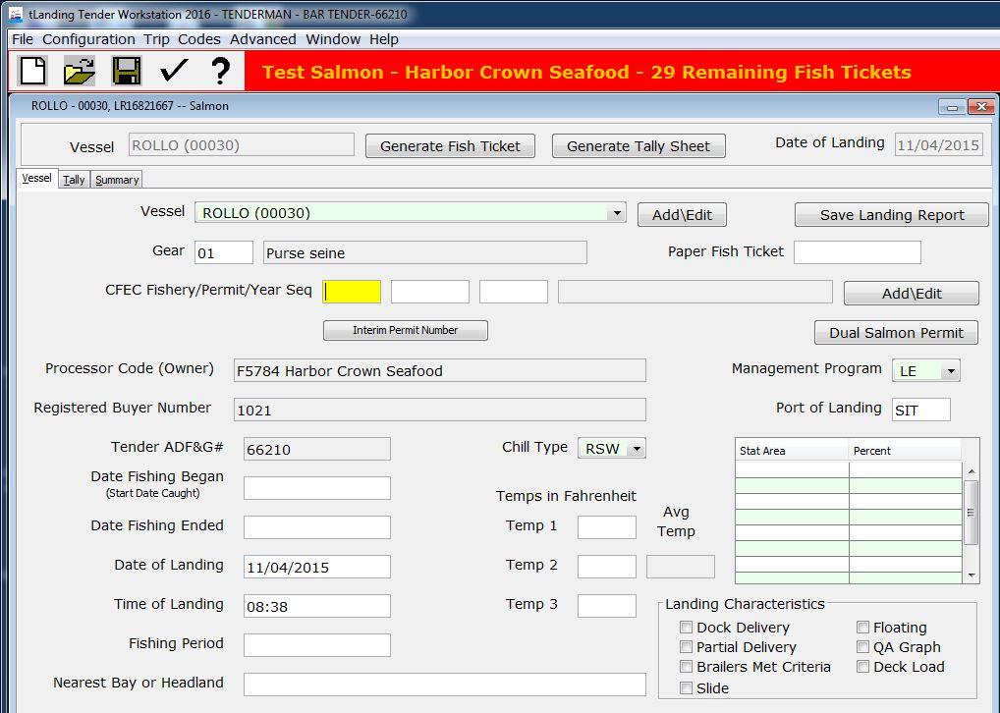 tLanding Tender Workstation 2016 - TENDERMAN - BAR TENDER-66210
File Configuration Trip Codes Advanced Window Help
Test Salmon - Harbor Crown Seafood - 29 Remaining Fish Tickets
ROLLO - 00030, LR16821667 -- Salmon
Vessel ROLLO (00030) Generate Fish Ticket Generate Tally Sheet Date of Landing 11/04/2015
Vessel Tally Summary
Vessel ROLLO (00030) Add\Edit Save Landing Report
Gear 01 Purse seine Paper Fish Ticket
CFEC Fishery/Permit/Year Seq Add\Edit
Interim Permit Number Dual Salmon Permit
Processor Code (Owner) F5784 Harbor Crown Seafood Management Program LE
Registered Buyer Number 1021 Port of Landing SIT
Tender ADF&G# 66210 Chill Type RSW Stat Area Percent
Date Fishing Began
(Start Date Caught)
Temps in Fahrenheit
Date Fishing Ended Temp 1 Avg Temp
Date of Landing 11/04/2015 Temp 2
Time of Landing 08:38 Temp 3 Landing Characteristics
Dock Delivery Floating
Fishing Period Partial Delivery QA Graph
Brailers Met Criteria Deck Load
Nearest Bay or Headland Slide